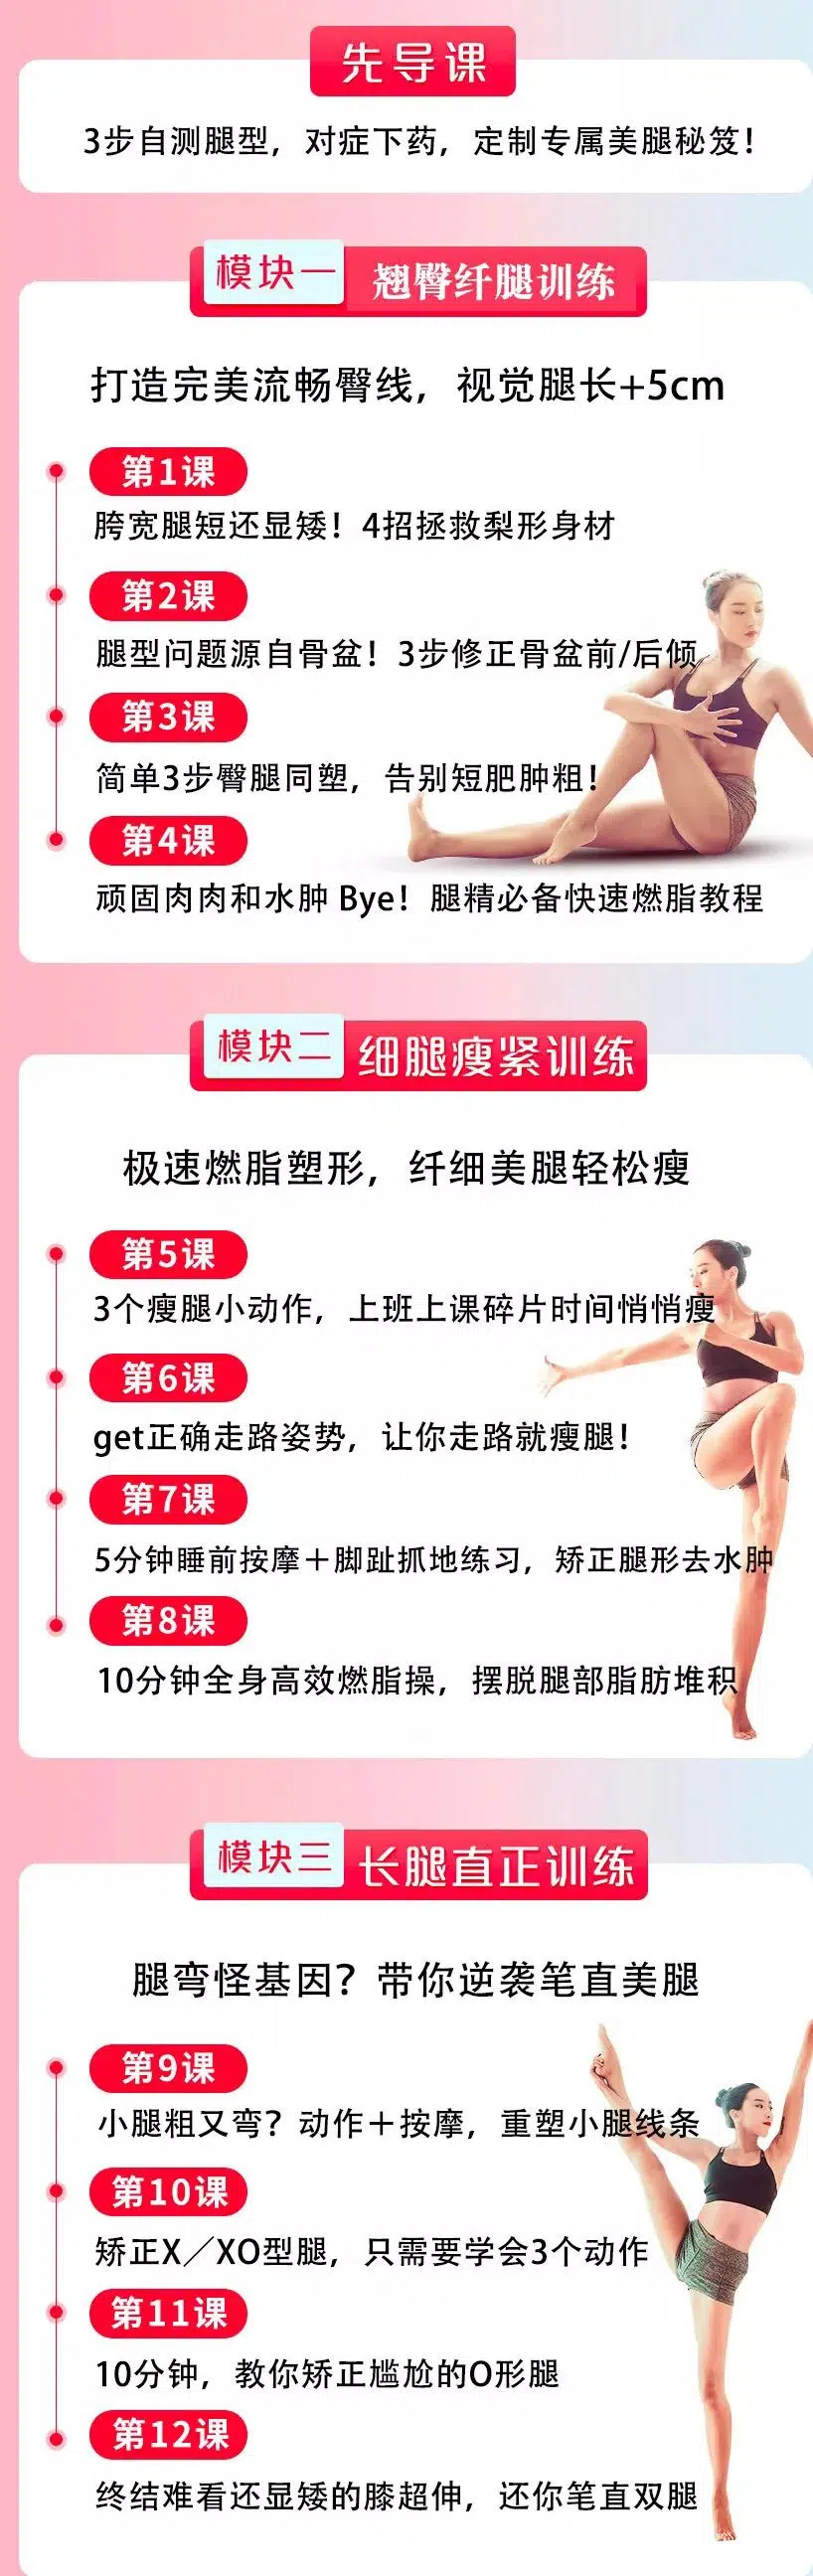 先导课
3步自测腿型，对症下药，定制专属美腿秘笈！
模块一 翘臀纤腿训练
打造完美流畅臀线，视觉腿长+5cm
第1课
胯宽腿短还显矮！4招拯救梨形身材
第2课
腿型问题源自骨盆！3步修正骨盆前/后倾
第3课
简单3步臀腿同塑，告别短肥肿粗！
第4课
顽固肉肉和水肿 Bye！腿精必备快速燃脂教程
模块二 细腿瘦紧训练
极速燃脂塑形，纤细美腿轻松瘦
第5课
3个瘦腿小动作，上班上课碎片时间悄悄瘦
第6课
get正确走路姿势，让你走路就瘦腿！
第7课
5分钟睡前按摩＋脚趾抓地练习，矫正腿形去水肿
第8课
10分钟全身高效燃脂操，摆脱腿部脂肪堆积
模块三 长腿直正训练
腿弯怪基因？带你逆袭笔直美腿
第9课
小腿粗又弯？动作＋按摩，重塑小腿线条
第10课
矫正X／XO型腿，只需要学会3个动作
第11课
10分钟，教你矫正尴尬的O形腿
第12课
终结难看还显矮的膝超伸，还你笔直双腿